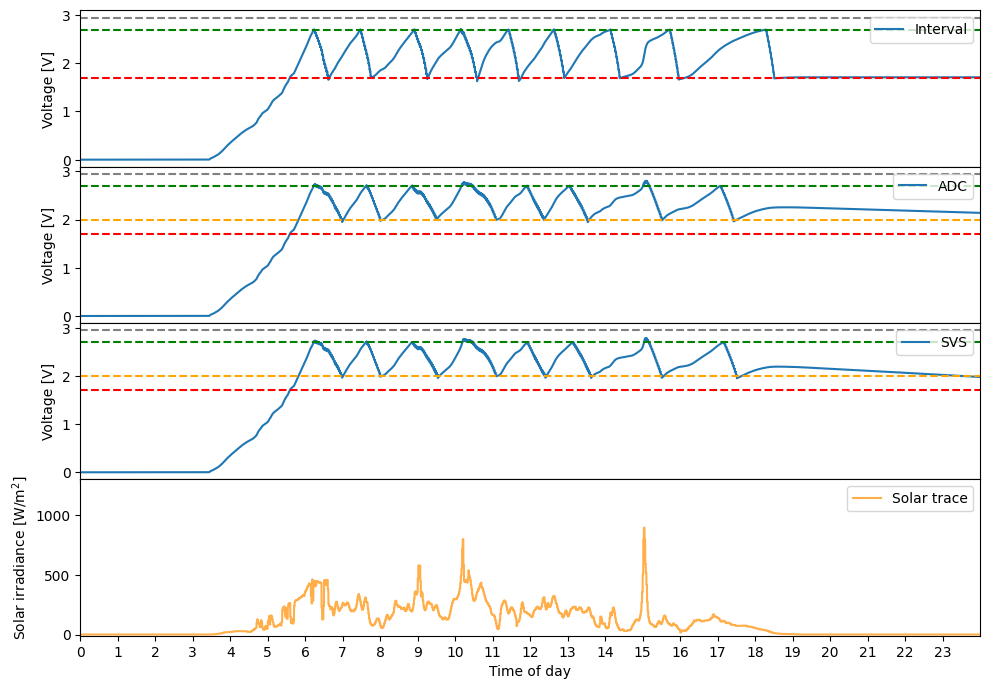 3
2
1
0
Voltage [V]
Interval
3
2
1
0
Voltage [V]
ADC
3
2
1
0
Voltage [V]
SVS
1000
500
0
Solar irradiance [W/m²]
Solar trace
0 1 2 3 4 5 6 7 8 9 10 11 12 13 14 15 16 17 18 19 20 21 22 23
Time of day